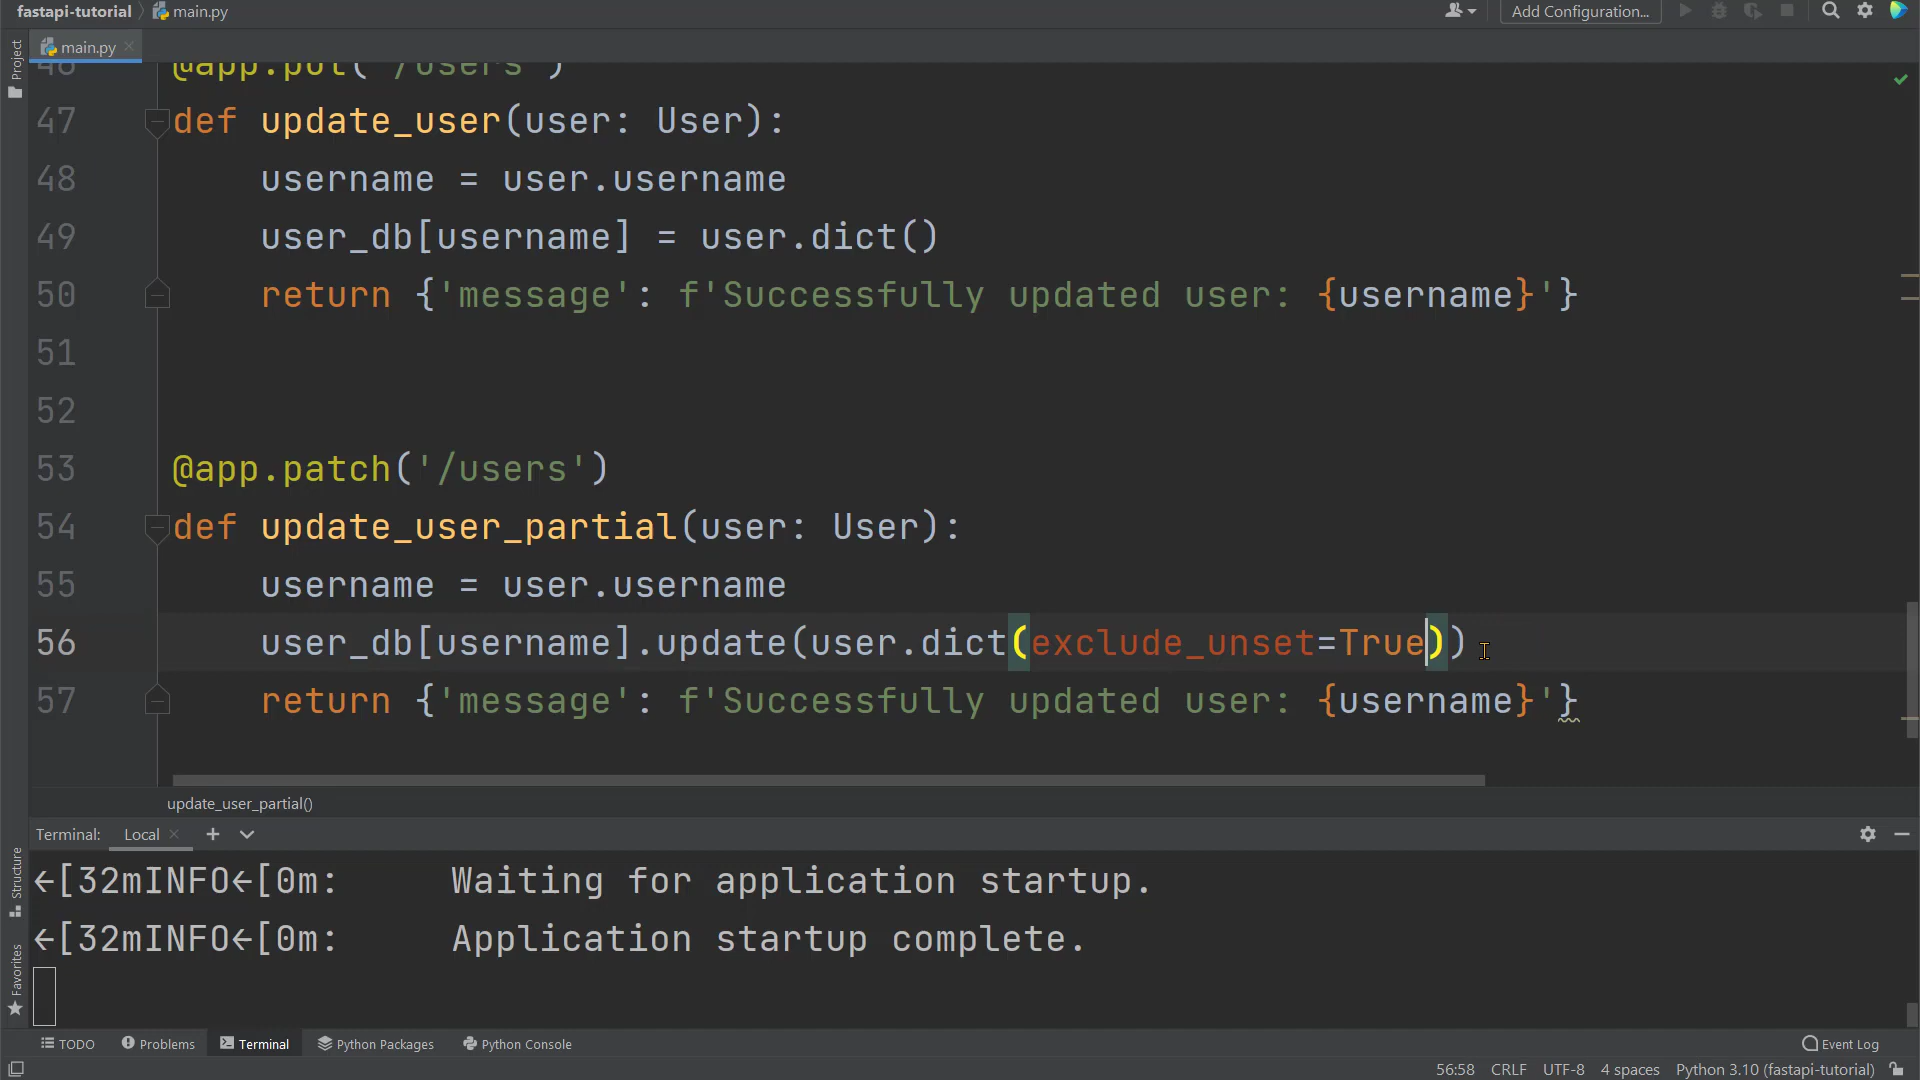 fastapi-tutorial main.py
Add Configuration...
Project
main.py
46 @app.put('/users')
47 def update_user(user: User):
48 username = user.username
49 user_db[username] = user.dict()
50 return {'message': f'Successfully updated user: {username}'}
51
52
53 @app.patch('/users')
54 def update_user_partial(user: User):
55 username = user.username
56 user_db[username].update(user.dict(exclude_unset=True))
57 return {'message': f'Successfully updated user: {username}'}
update_user_partial()
Terminal: Local
Structure
Favorites
←[32mINFO←[0m: Waiting for application startup.
←[32mINFO←[0m: Application startup complete.
TODO Problems Terminal Python Packages Python Console Event Log
56:58 CRLF UTF-8 4 spaces Python 3.10 (fastapi-tutorial)